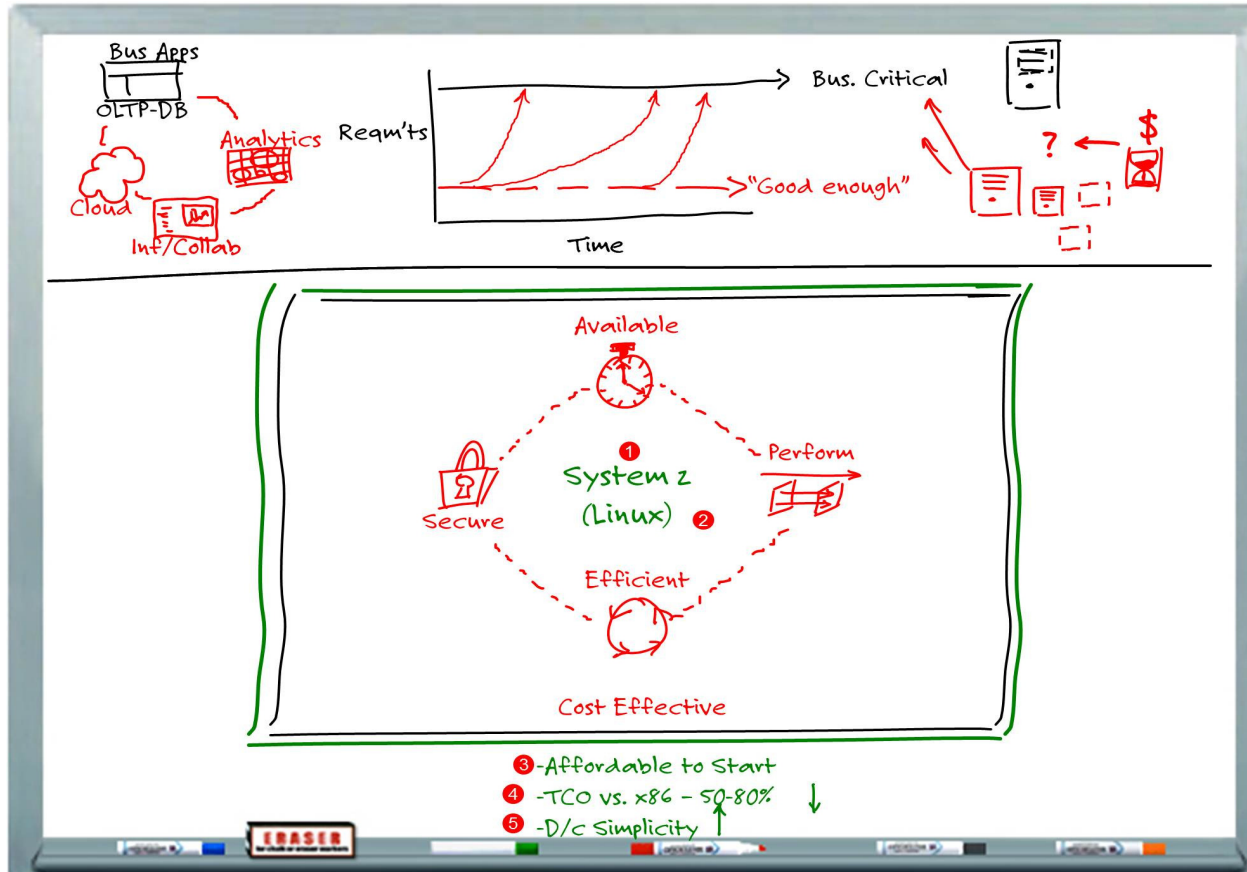 Bus Apps
OLTP-DB
Analytics
Cloud
Inf/Collab
Reqm'ts
Bus. Critical
"Good enough"
Time
?
$
Available
1
System z
(Linux)
2
Perform
Secure
Efficient
Cost Effective
3 -Affordable to Start
4 -TCO vs. x86 – 50-80%
5 -D/c Simplicity
ERASER